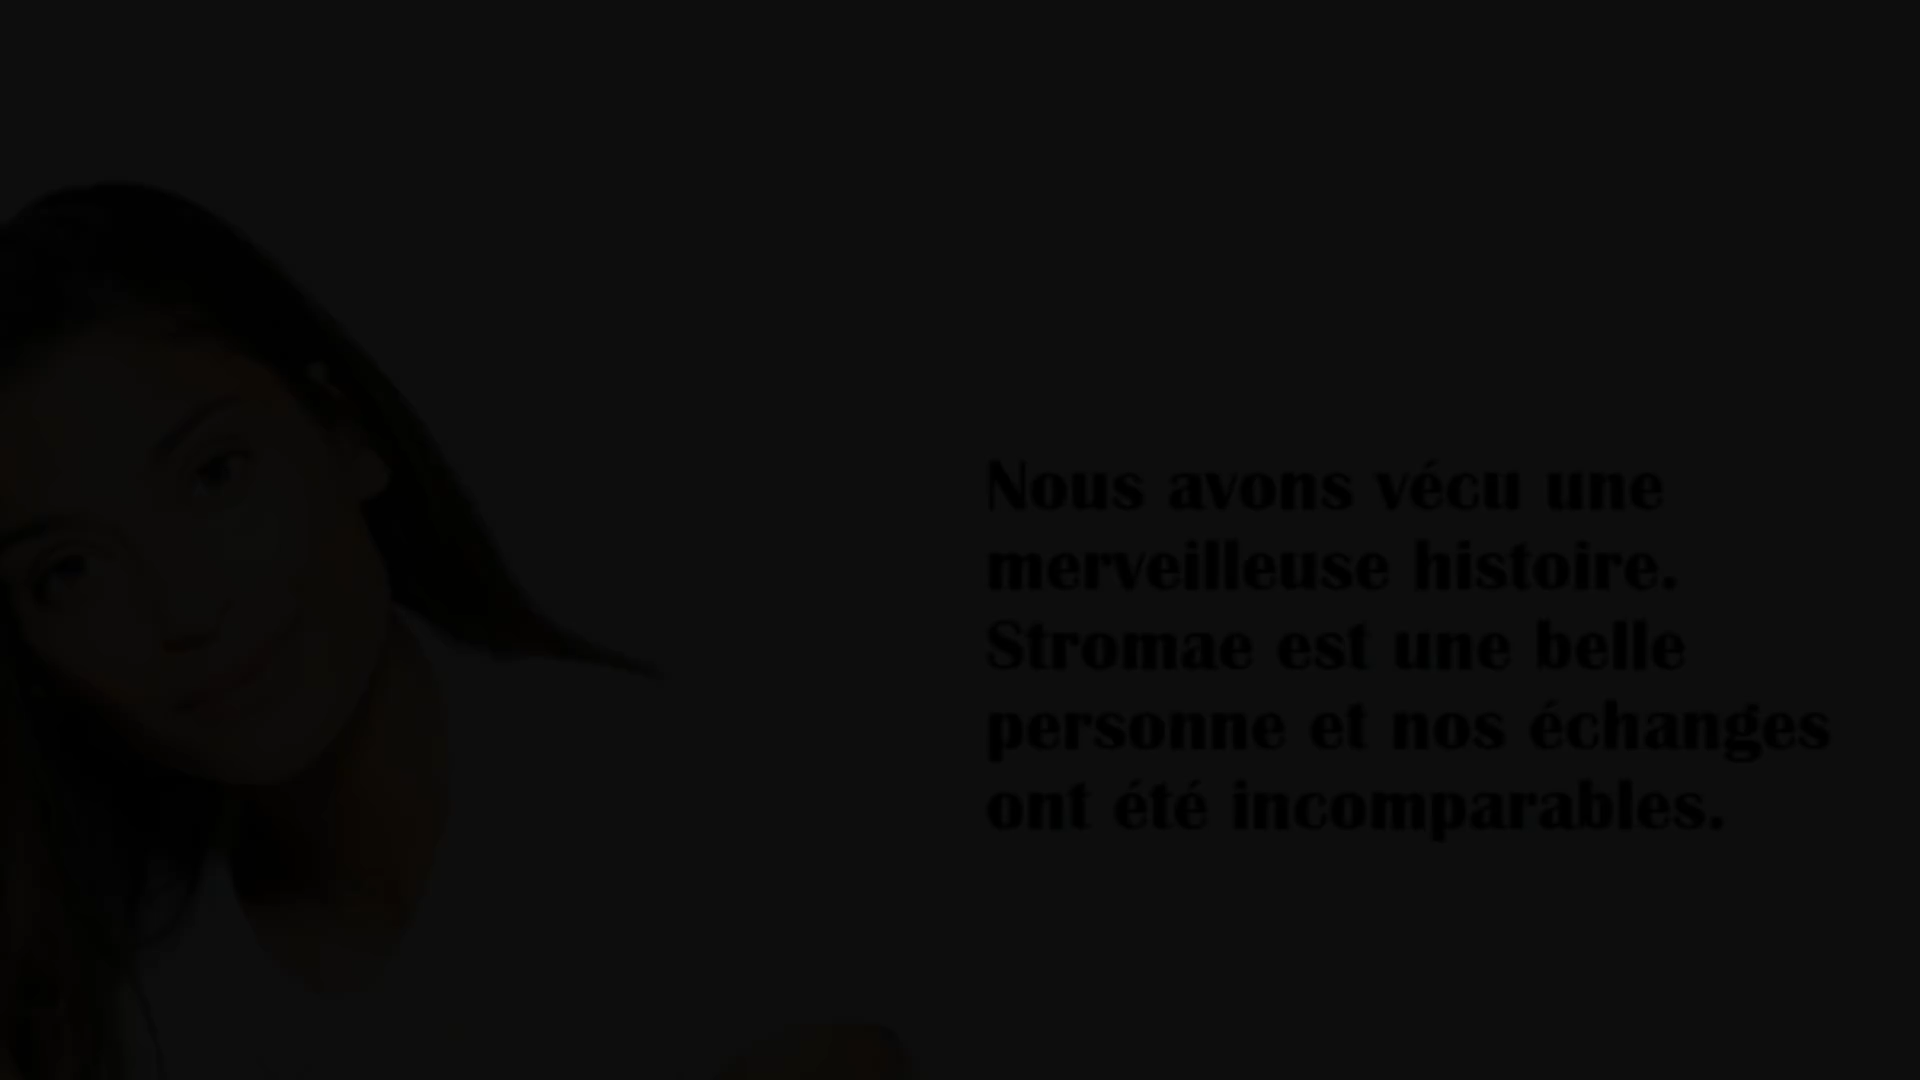 Nous avons vécu une
merveilleuse histoire.
Stromae est une belle
personne et nos échanges
ont été incomparables.